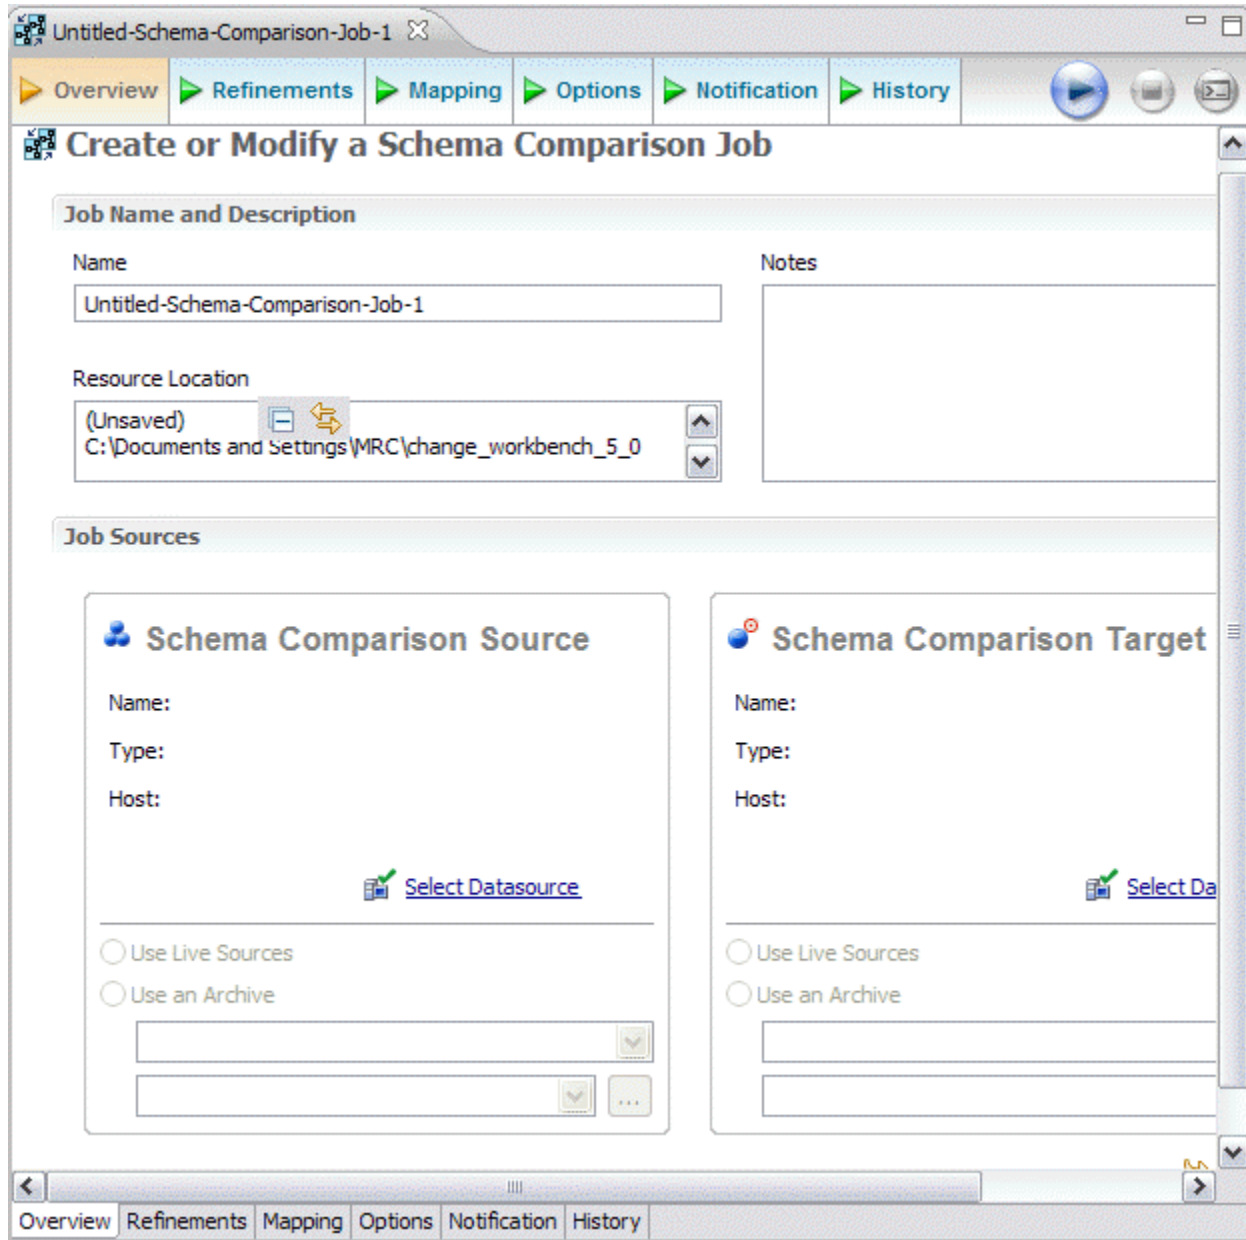 Untitled-Schema-Comparison-Job-1
Overview Refinements Mapping Options Notification History
Create or Modify a Schema Comparison Job
Job Name and Description
Name
Notes
Untitled-Schema-Comparison-Job-1
Resource Location
(Unsaved)
C:\Documents and Settings\MRC\change_workbench_5_0
Job Sources
Schema Comparison Source
Name:
Type:
Host:
Select Datasource
Use Live Sources
Use an Archive
...
Schema Comparison Target
Name:
Type:
Host:
Select Da
Use Live Sources
Use an Archive
Overview Refinements Mapping Options Notification History